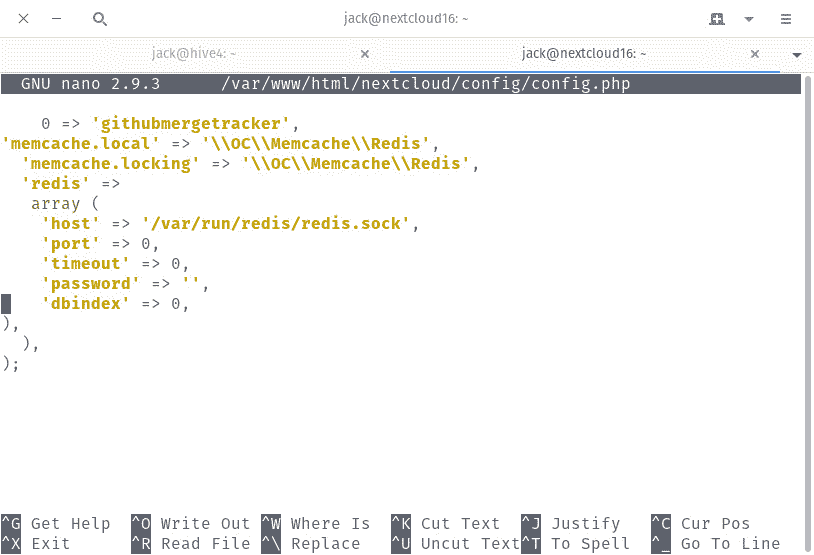 jack@nextcloud16: ~
jack@hive4: ~ jack@nextcloud16: ~
GNU nano 2.9.3 /var/www/html/nextcloud/config/config.php
0 => 'githubmergetracker',
'memcache.local' => '\\OC\\Memcache\\Redis',
'memcache.locking' => '\\OC\\Memcache\\Redis',
'redis' =>
array (
'host' => '/var/run/redis/redis.sock',
'port' => 0,
'timeout' => 0,
'password' => '',
'dbindex' => 0,
),
),
);
^G Get Help ^O Write Out ^W Where Is ^K Cut Text ^J Justify ^C Cur Pos
^X Exit ^R Read File ^\ Replace ^U Uncut Text ^T To Spell ^_ Go To Line